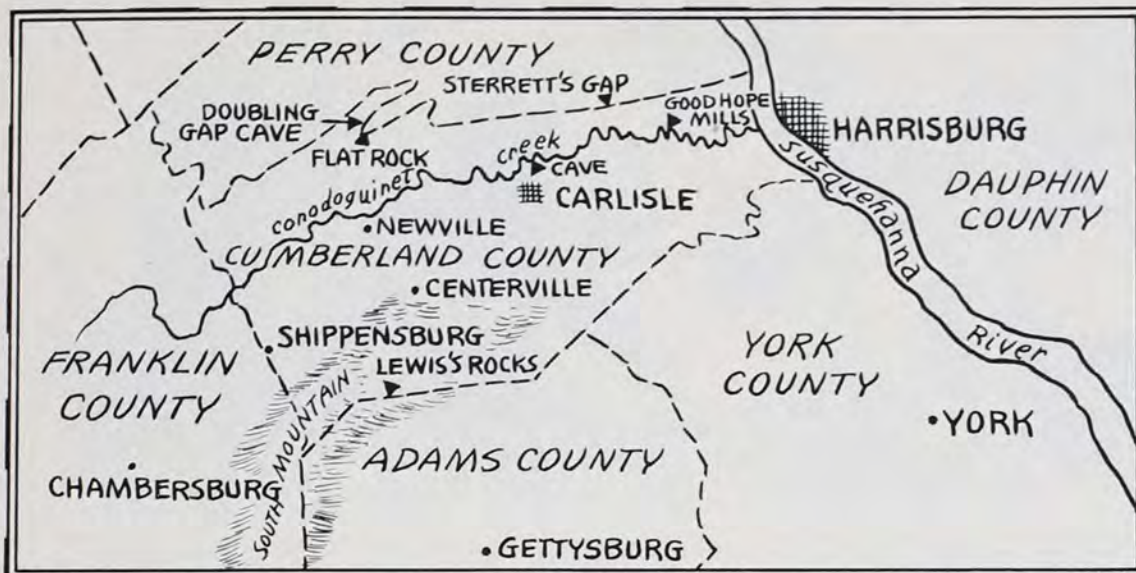 PERRY COUNTY
STERRETT'S GAP
DOUBLING
GAP CAVE
FLAT ROCK
GOOD HOPE
MILLS
HARRISBURG
conodoguinet creek
CAVE
CARLISLE
Susquehanna River
DAUPHIN
COUNTY
NEWVILLE
CUMBERLAND COUNTY
CENTERVILLE
SHIPPENSBURG
LEWIS'S ROCKS
FRANKLIN
COUNTY
SOUTH MOUNTAIN
YORK
COUNTY
YORK
ADAMS COUNTY
CHAMBERSBURG
GETTYSBURG